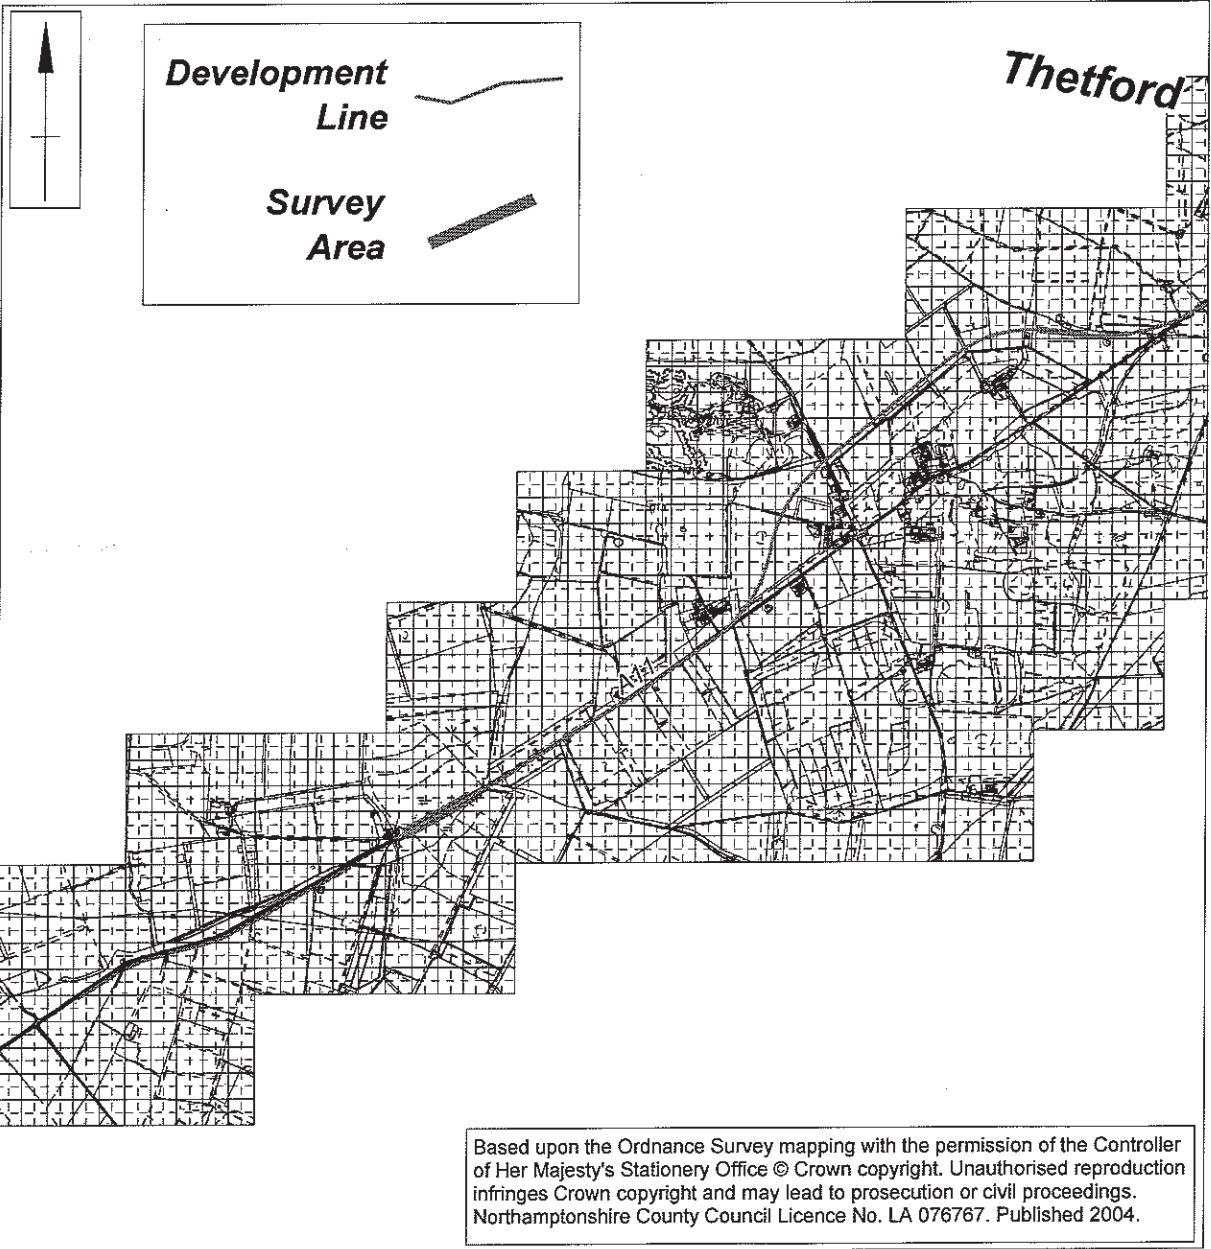 Development
Line
Survey
Area
Thetford
A11
Based upon the Ordnance Survey mapping with the permission of the Controller
of Her Majesty's Stationery Office © Crown copyright. Unauthorised reproduction
infringes Crown copyright and may lead to prosecution or civil proceedings.
Northamptonshire County Council Licence No. LA 076767. Published 2004.